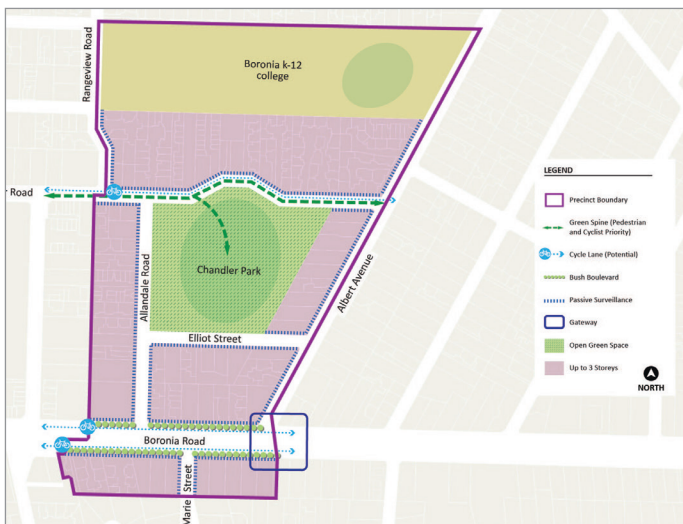 Rangeview Road
Boronia k-12
college
Road
Allandale Road
Chandler Park
Albert Avenue
Elliot Street
Boronia Road
Marie Street
LEGEND
Precinct Boundary
Green Spine (Pedestrian
and Cyclist Priority)
Cycle Lane (Potential)
Bush Boulevard
Passive Surveillance
Gateway
Open Green Space
Up to 3 Storeys
NORTH